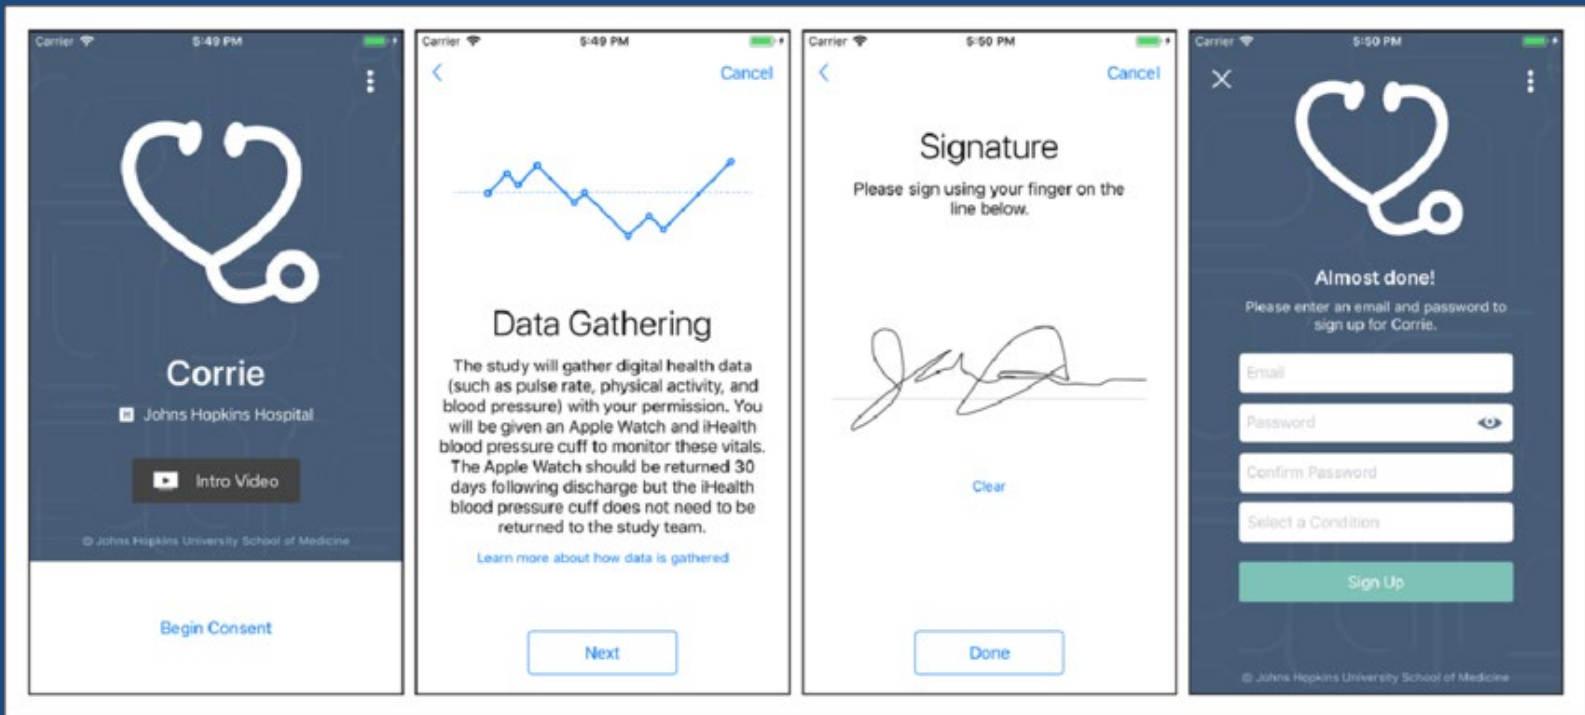 Carrier 5:49 PM
Corrie
Johns Hopkins Hospital
Intro Video
© Johns Hopkins University School of Medicine
Begin Consent
Carrier 5:49 PM
Cancel
Data Gathering
The study will gather digital health data
(such as pulse rate, physical activity, and
blood pressure) with your permission. You
will be given an Apple Watch and iHealth
blood pressure cuff to monitor these vitals.
The Apple Watch should be returned 30
days following discharge but the iHealth
blood pressure cuff does not need to be
returned to the study team.
Learn more about how data is gathered
Next
Carrier 5:50 PM
Cancel
Signature
Please sign using your finger on the
line below.
Clear
Done
Carrier 5:50 PM
Almost done!
Please enter an email and password to
sign up for Corrie.
Email
Password
Confirm Password
Select a Condition
Sign Up
© Johns Hopkins University School of Medicine